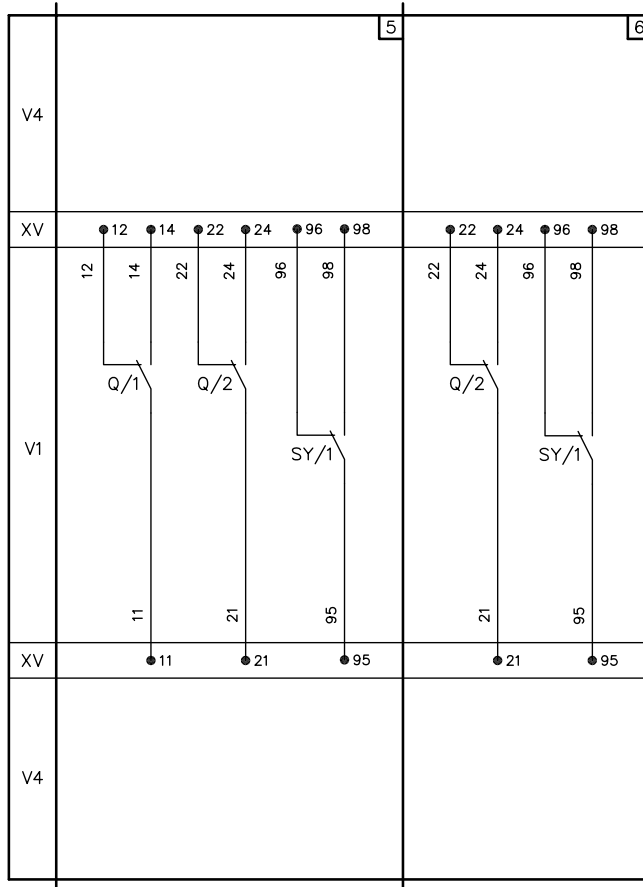 5 6
V4
XV 12 14 22 24 96 98 22 24 96 98
12 14 22 24 96 98 22 24 96 98
Q/1 Q/2 Q/2
V1 SY/1 SY/1
11 21 95 21 95
XV 11 21 95 21 95
V4